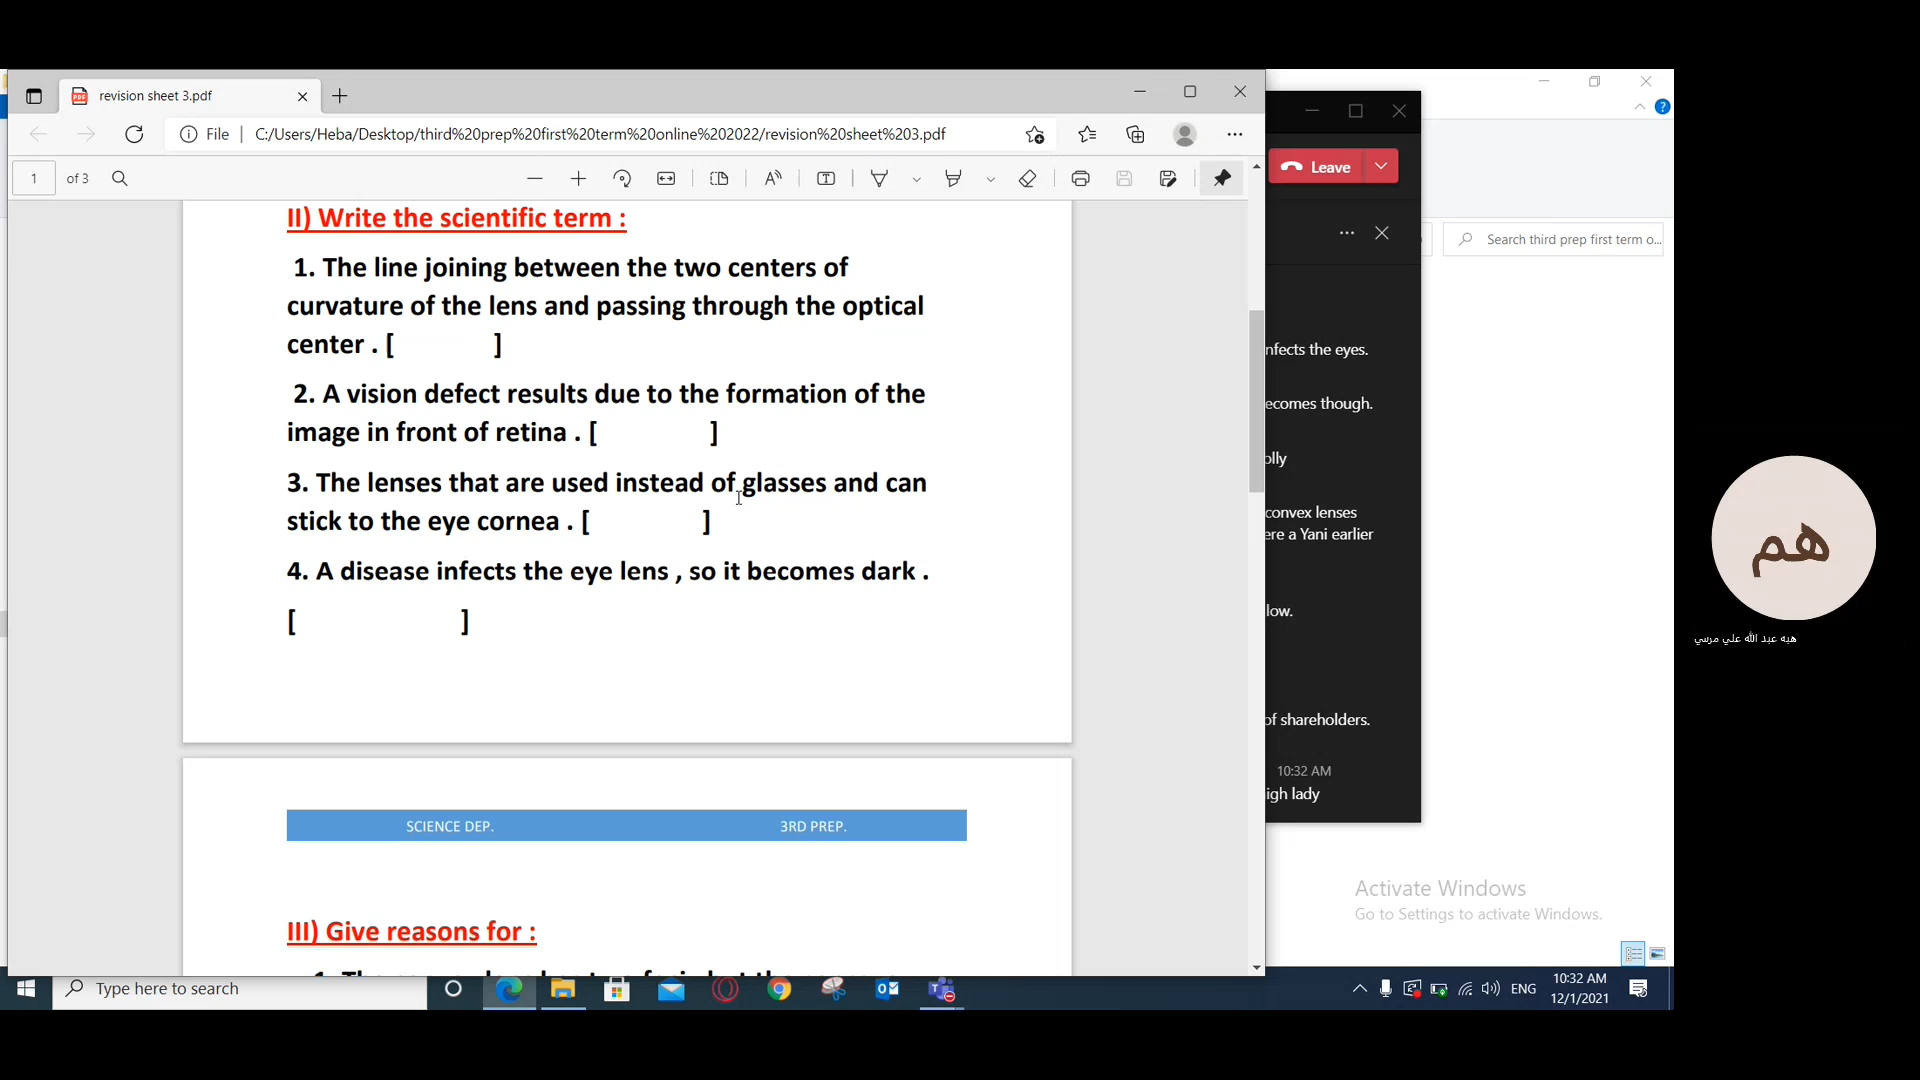 revision sheet 3.pdf
File
C:/Users/Heba/Desktop/third%20prep%20first%20term%20online%202022/revision%20sheet%203.pdf
1 of 3
II) Write the scientific term :
1. The line joining between the two centers of
curvature of the lens and passing through the optical
center . [ ]
2. A vision defect results due to the formation of the
image in front of retina . [ ]
3. The lenses that are used instead of glasses and can
stick to the eye cornea . [ ]
4. A disease infects the eye lens , so it becomes dark .
[ ]
SCIENCE DEP. 3RD PREP.
III) Give reasons for :
Leave
Search third prep first term o...
nfects the eyes.
ecomes though.
olly
convex lenses
ere a Yani earlier
low.
of shareholders.
10:32 AM
igh lady
هم
هبه عبد الله علي مرسي
Activate Windows
Go to Settings to activate Windows.
Type here to search
ENG
10:32 AM
12/1/2021